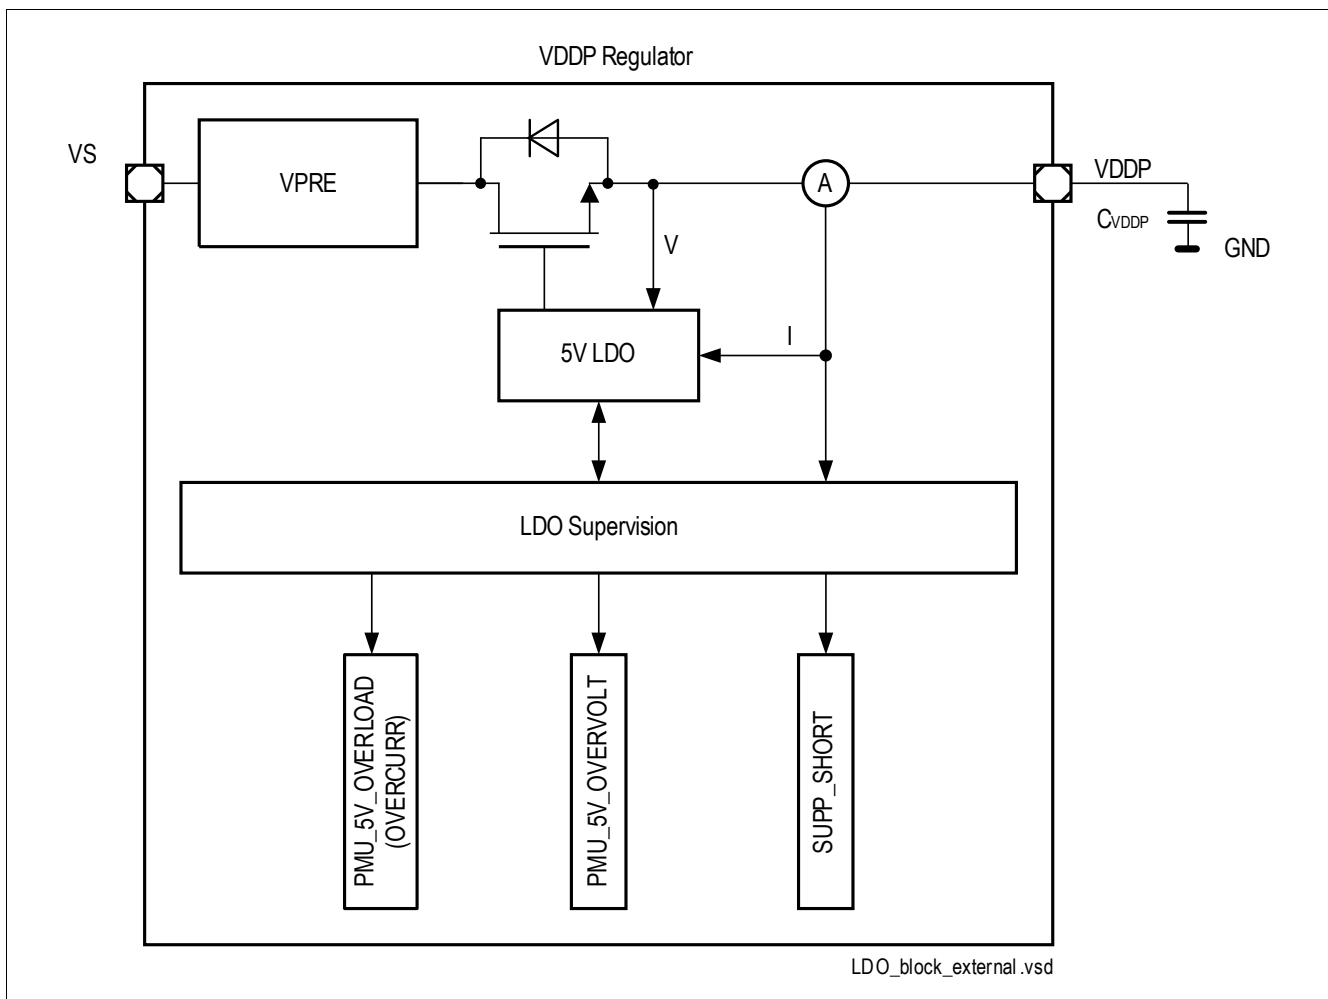 VDDP Regulator
VS
VPRE
A
VDDP
CVDDP
GND
V
I
5V LDO
LDO Supervision
PMU_5V_OVERLOAD
(OVERCURR)
PMU_5V_OVERVOLT
SUPP_SHORT
LDO_block_external.vsd